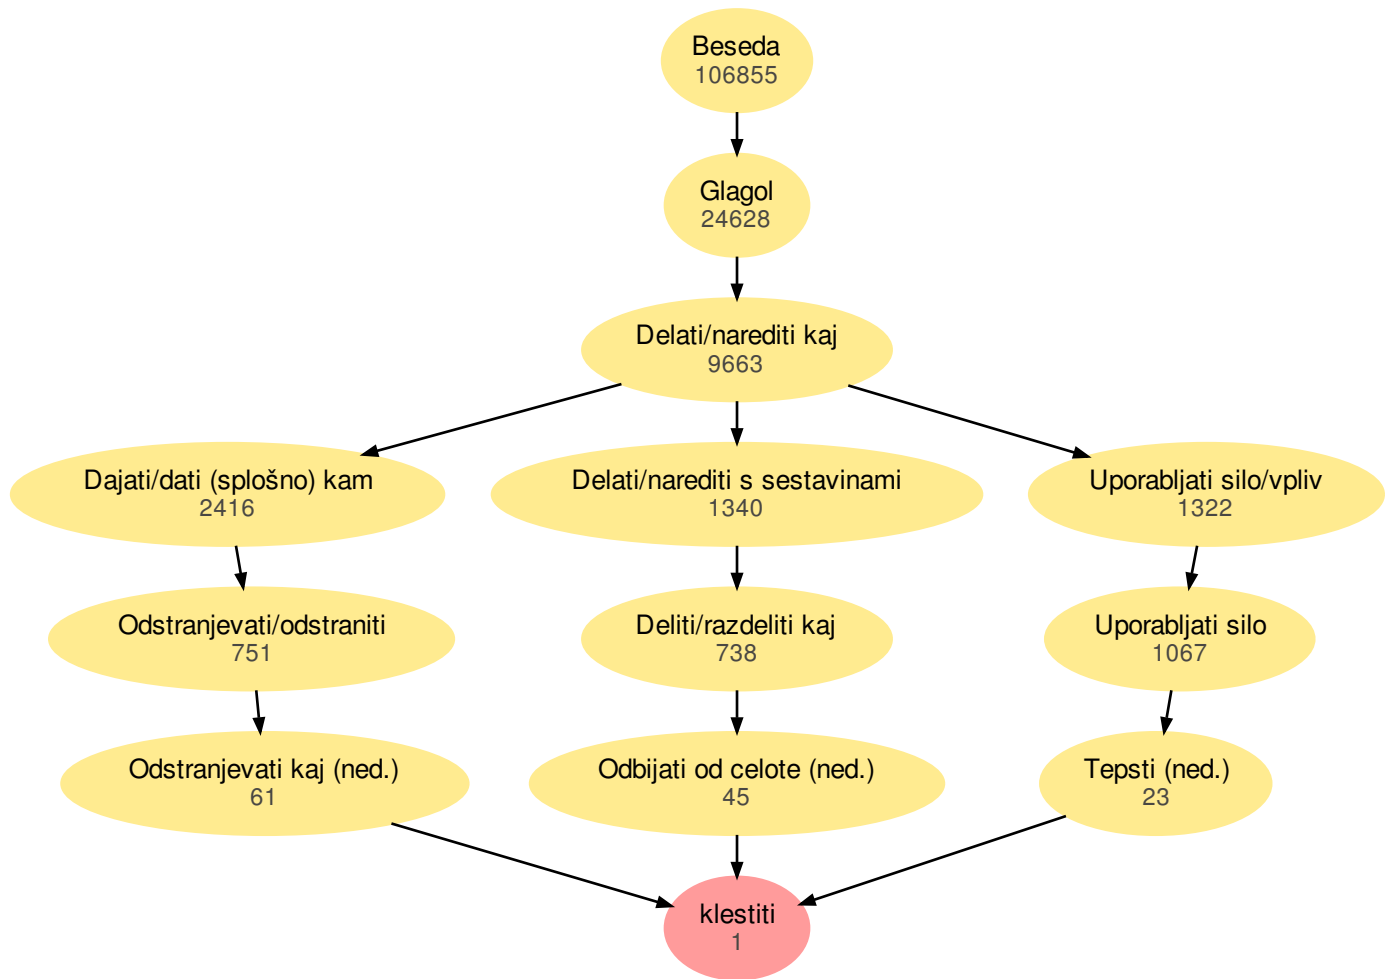 Beseda
106855
Glagol
24628
Delati/narediti kaj
9663
Dajati/dati (splošno) kam
2416
Delati/narediti s sestavinami
1340
Uporabljati silo/vpliv
1322
Odstranjevati/odstraniti
751
Deliti/razdeliti kaj
738
Uporabljati silo
1067
Odstranjevati kaj (ned.)
61
Odbijati od celote (ned.)
45
Tepsti (ned.)
23
klestiti
1